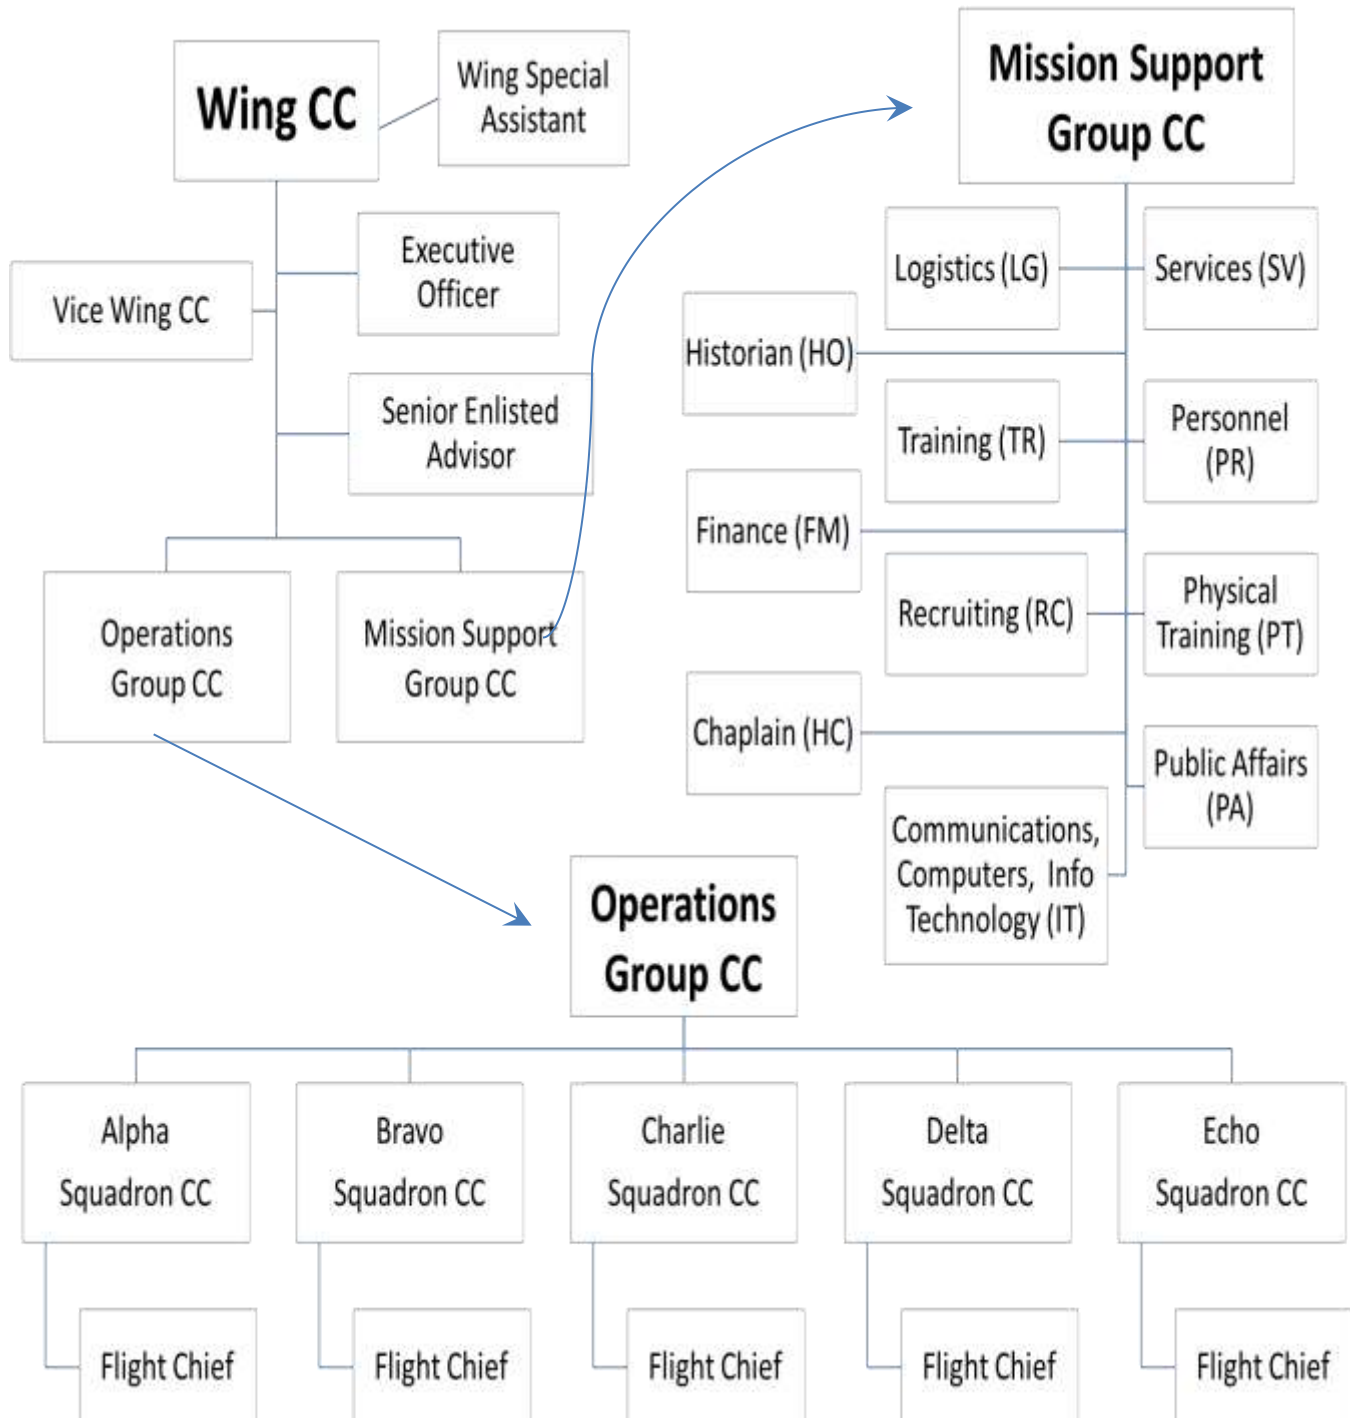 Wing CC
Wing Special
Assistant
Executive
Officer
Vice Wing CC
Senior Enlisted
Advisor
Operations
Group CC
Mission Support
Group CC
Mission Support
Group CC
Logistics (LG)
Services (SV)
Historian (HO)
Training (TR)
Personnel
(PR)
Finance (FM)
Recruiting (RC)
Physical
Training (PT)
Chaplain (HC)
Public Affairs
(PA)
Communications,
Computers, Info
Technology (IT)
Operations
Group CC
Alpha
Squadron CC
Bravo
Squadron CC
Charlie
Squadron CC
Delta
Squadron CC
Echo
Squadron CC
Flight Chief
Flight Chief
Flight Chief
Flight Chief
Flight Chief